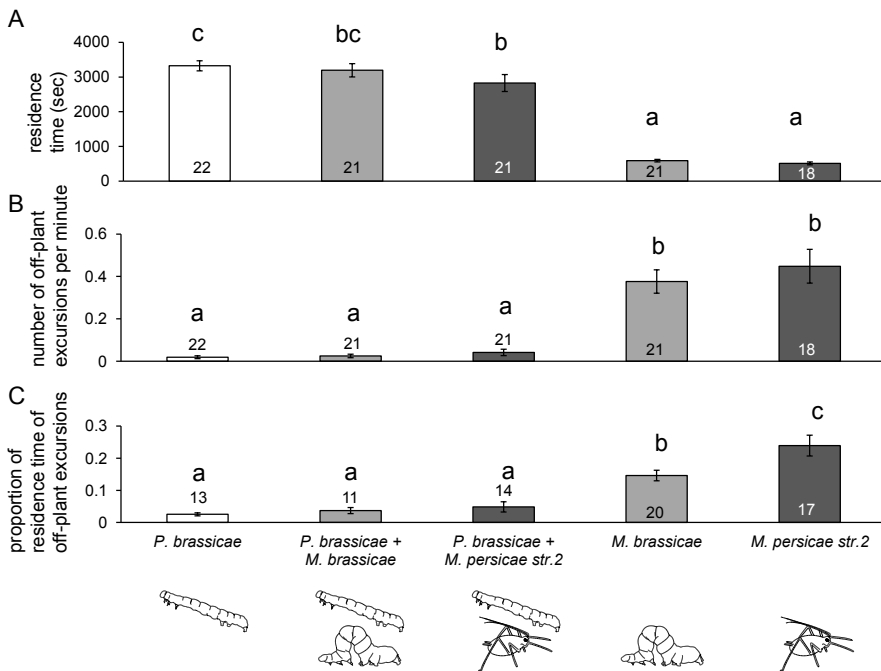 A
residence
time (sec)
4000
3000
2000
1000
0
c
bc
b
a
a
22
21
21
21
18
B
number of off-plant
excursions per minute
0.6
0.4
0.2
0
a
a
a
b
b
22
21
21
21
18
C
proportion of
residence time of
off-plant excursions
0.3
0.2
0.1
0
a
a
a
b
c
13
11
14
20
17
P. brassicae
P. brassicae +
M. brassicae
P. brassicae +
M. persicae str.2
M. brassicae
M. persicae str.2